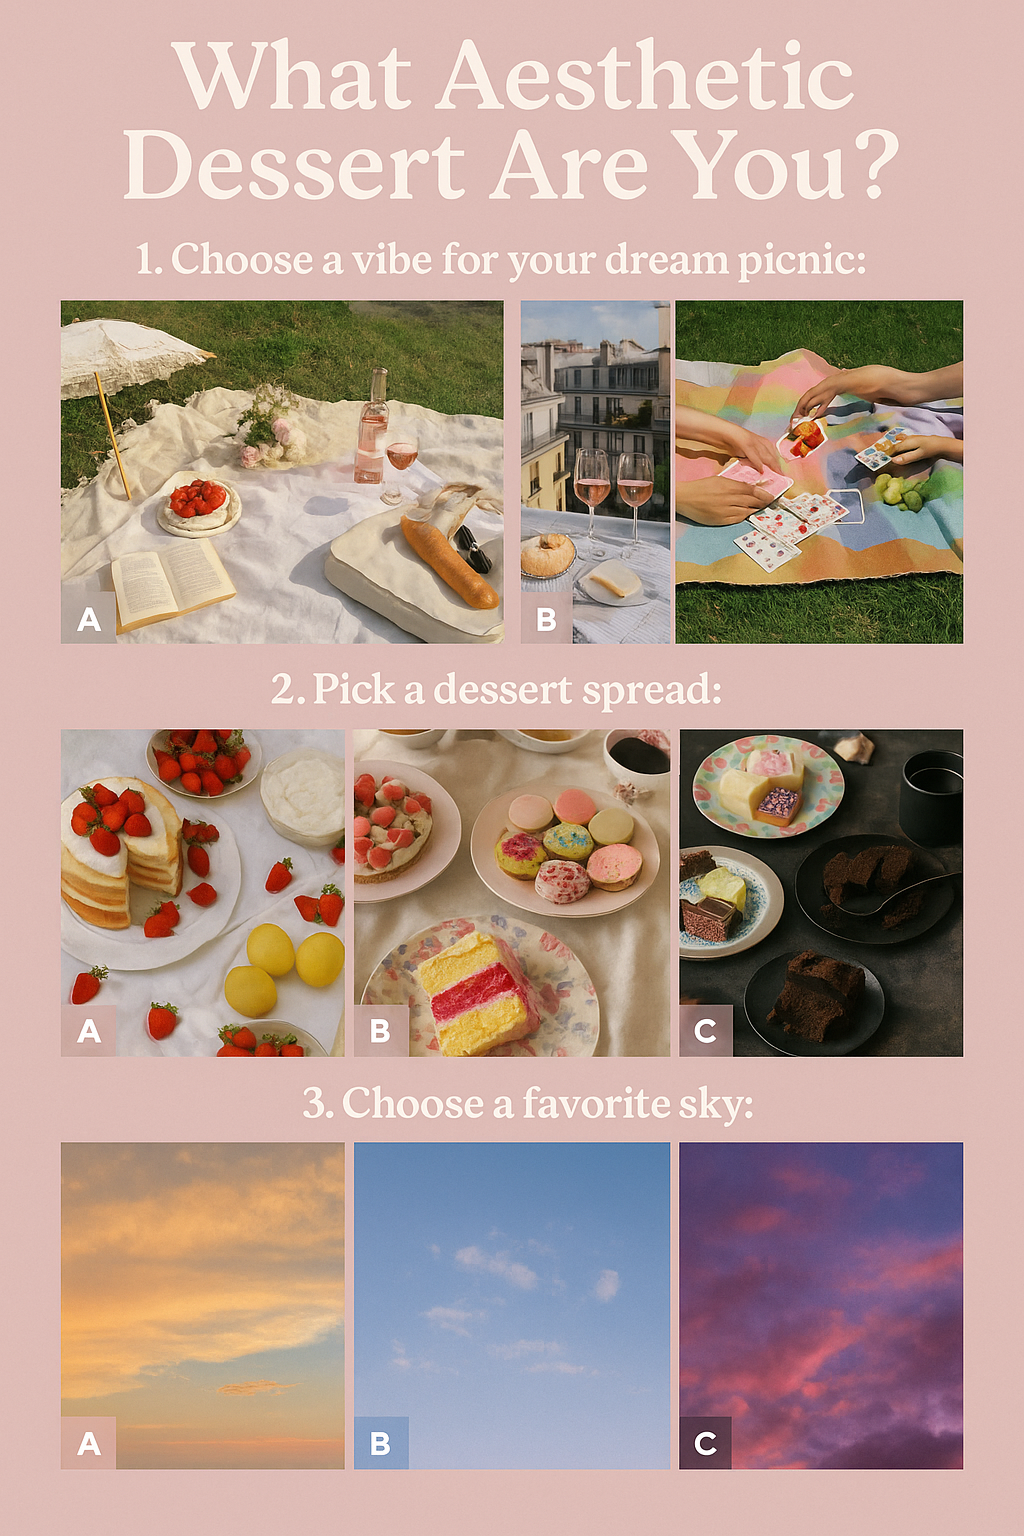 What Aesthetic
Dessert Are You?
1. Choose a vibe for your dream picnic:
A
B
2. Pick a dessert spread:
A
B
C
3. Choose a favorite sky:
A
B
C